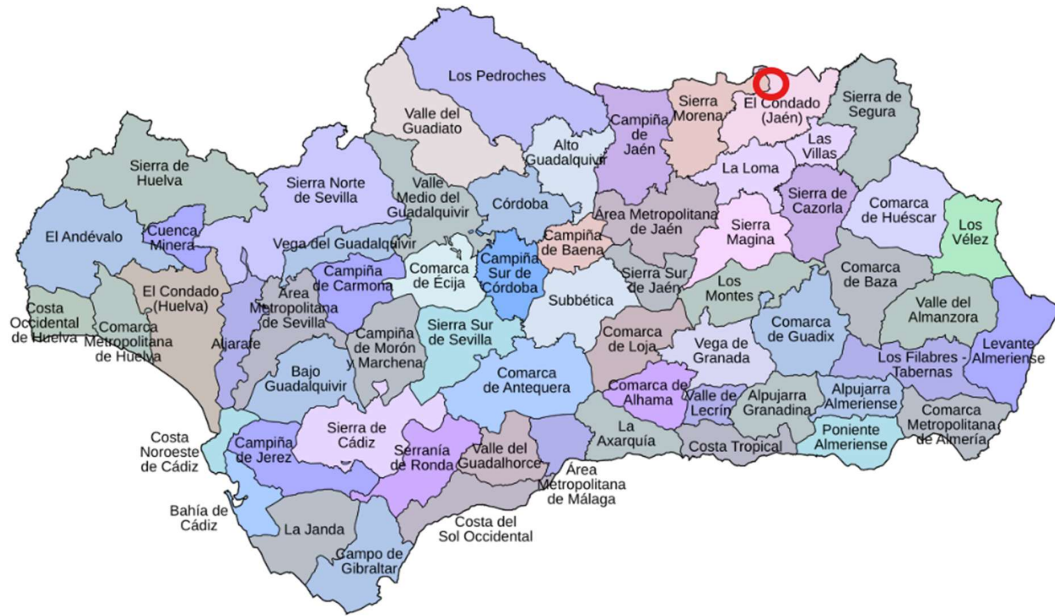 Los Pedroches
Valle del
Guadiato
Alto
Guadalquivir
Campiña
de
Jaén
Sierra
Morena
El Condado
(Jaén)
Sierra de
Segura
Las
Villas
La Loma
Sierra de
Cazorla
Comarca
de Huéscar
Los
Vélez
Sierra de
Huelva
Sierra Norte
de Sevilla
Valle
Medio del
Guadalquivir
Córdoba
Área Metropolitana
de Jaén
Sierra
Magina
El Andévalo
Cuenca
Minera
Vega del Guadalquivir
Campiña
de Carmona
Comarca
de Écija
Campiña
Sur de
Córdoba
Campiña
de Baena
Sierra Sur
de Jaén
Los
Montes
Comarca
de Baza
Valle del
Almanzora
Costa
Occidental
de Huelva
Comarca
Metropolitana
de Huelva
El Condado
(Huelva)
Aljarafe
Área
Metropolitana
de Sevilla
Campiña
de Morón
y Marchena
Sierra Sur
de Sevilla
Subbética
Comarca
de Loja
Vega de
Granada
Comarca
de Guadix
Los Filabres -
Tabernas
Levante
Almeriense
Bajo
Guadalquivir
Comarca
de Antequera
Comarca de
Alhama
Valle de
Lecrín
Alpujarra
Granadina
Alpujarra
Almeriense
Comarca
Metropolitana
de Almería
Poniente
Almeriense
Costa Tropical
La
Axarquía
Costa
Noroeste
de Cádiz
Campiña
de Jerez
Sierra
de
Cádiz
Serranía
de Ronda
Valle del
Guadalhorce
Área
Metropolitana
de Málaga
Bahía de
Cádiz
La Janda
Costa del
Sol Occidental
Campo de
Gibraltar